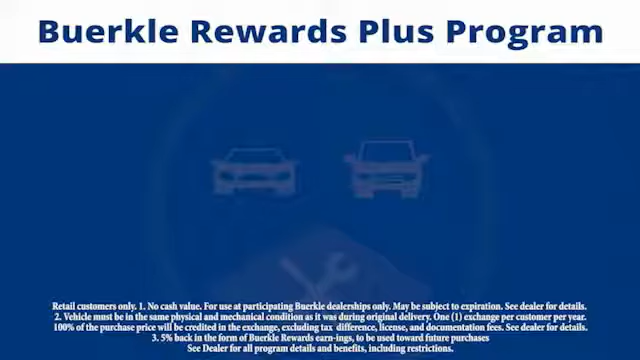 Buerkle Rewards Plus Program
Retail customers only. 1. No cash value. For use at participating Buerkle dealerships only. May be subject to expiration. See dealer for details.
2. Vehicle must be in the same physical and mechanical condition as it was during original delivery. One (1) exchange per customer per year.
100% of the purchase price will be credited in the exchange, excluding tax difference, license, and documentation fees. See dealer for details.
3. 5% back in the form of Buerkle Rewards earn-ings, to be used toward future purchases
See Dealer for all program details and benefits, including restrictions.